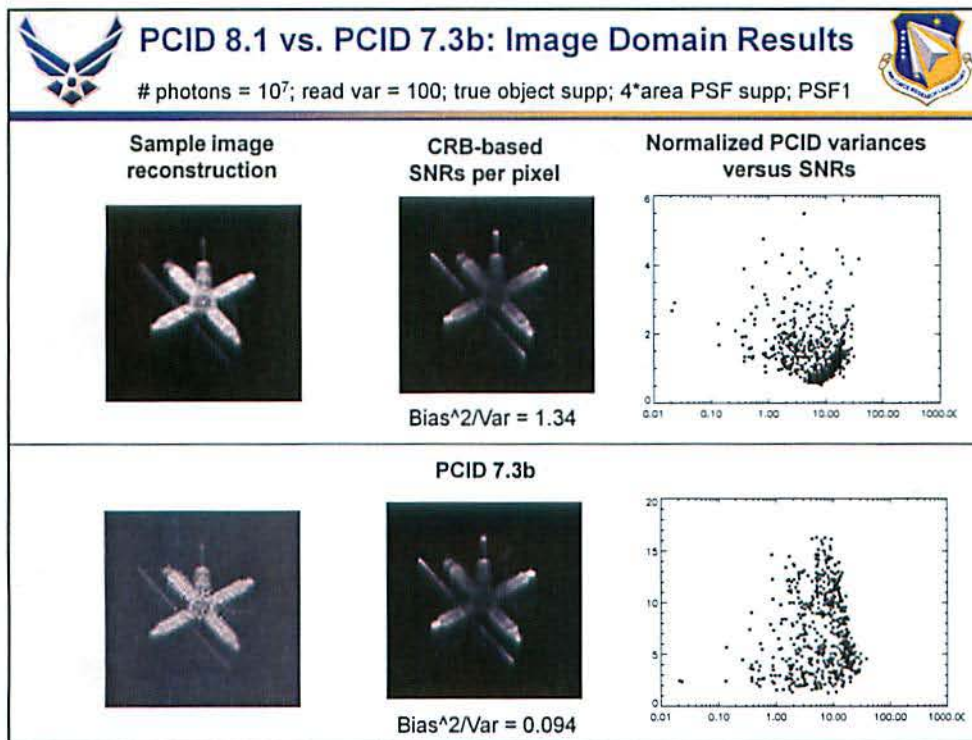 PCID 8.1 vs. PCID 7.3b: Image Domain Results
# photons = 10⁷; read var = 100; true object supp; 4*area PSF supp; PSF1
Sample image
reconstruction
CRB-based
SNRs per pixel
Normalized PCID variances
versus SNRs
6
4
2
0
0.01 0.10 1.00 10.00 100.00 1000.0
Bias^2/Var = 1.34
PCID 7.3b
20
15
10
5
0
0.01 0.10 1.00 10.00 100.00 1000.0
Bias^2/Var = 0.094